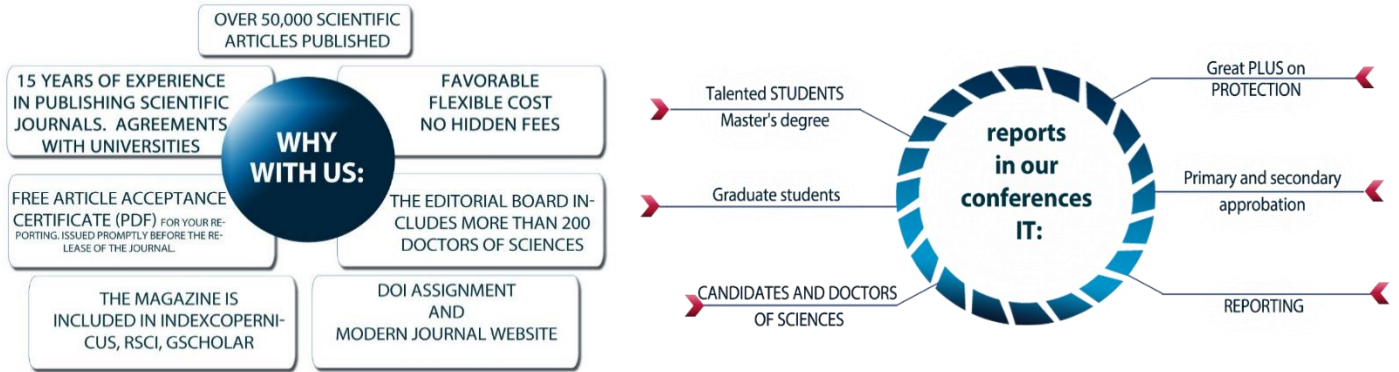 OVER 50,000 SCIENTIFIC
ARTICLES PUBLISHED
15 YEARS OF EXPERIENCE
IN PUBLISHING SCIENTIFIC
JOURNALS. AGREEMENTS
WITH UNIVERSITIES
FAVORABLE
FLEXIBLE COST
NO HIDDEN FEES
WHY
WITH US:
FREE ARTICLE ACCEPTANCE
CERTIFICATE (PDF) FOR YOUR RE-
PORTING. ISSUED PROMPTLY BEFORE THE RE-
LEASE OF THE JOURNAL.
THE EDITORIAL BOARD IN-
CLUDES MORE THAN 200
DOCTORS OF SCIENCES
THE MAGAZINE IS
INCLUDED IN INDEXCOPERNI-
CUS, RSCI, GSCHOLAR
DOI ASSIGNMENT
AND
MODERN JOURNAL WEBSITE
Talented STUDENTS
Master's degree
Graduate students
CANDIDATES AND DOCTORS
OF SCIENCES
reports
in our
conferences
IT:
Great PLUS on
PROTECTION
Primary and secondary
approbation
REPORTING